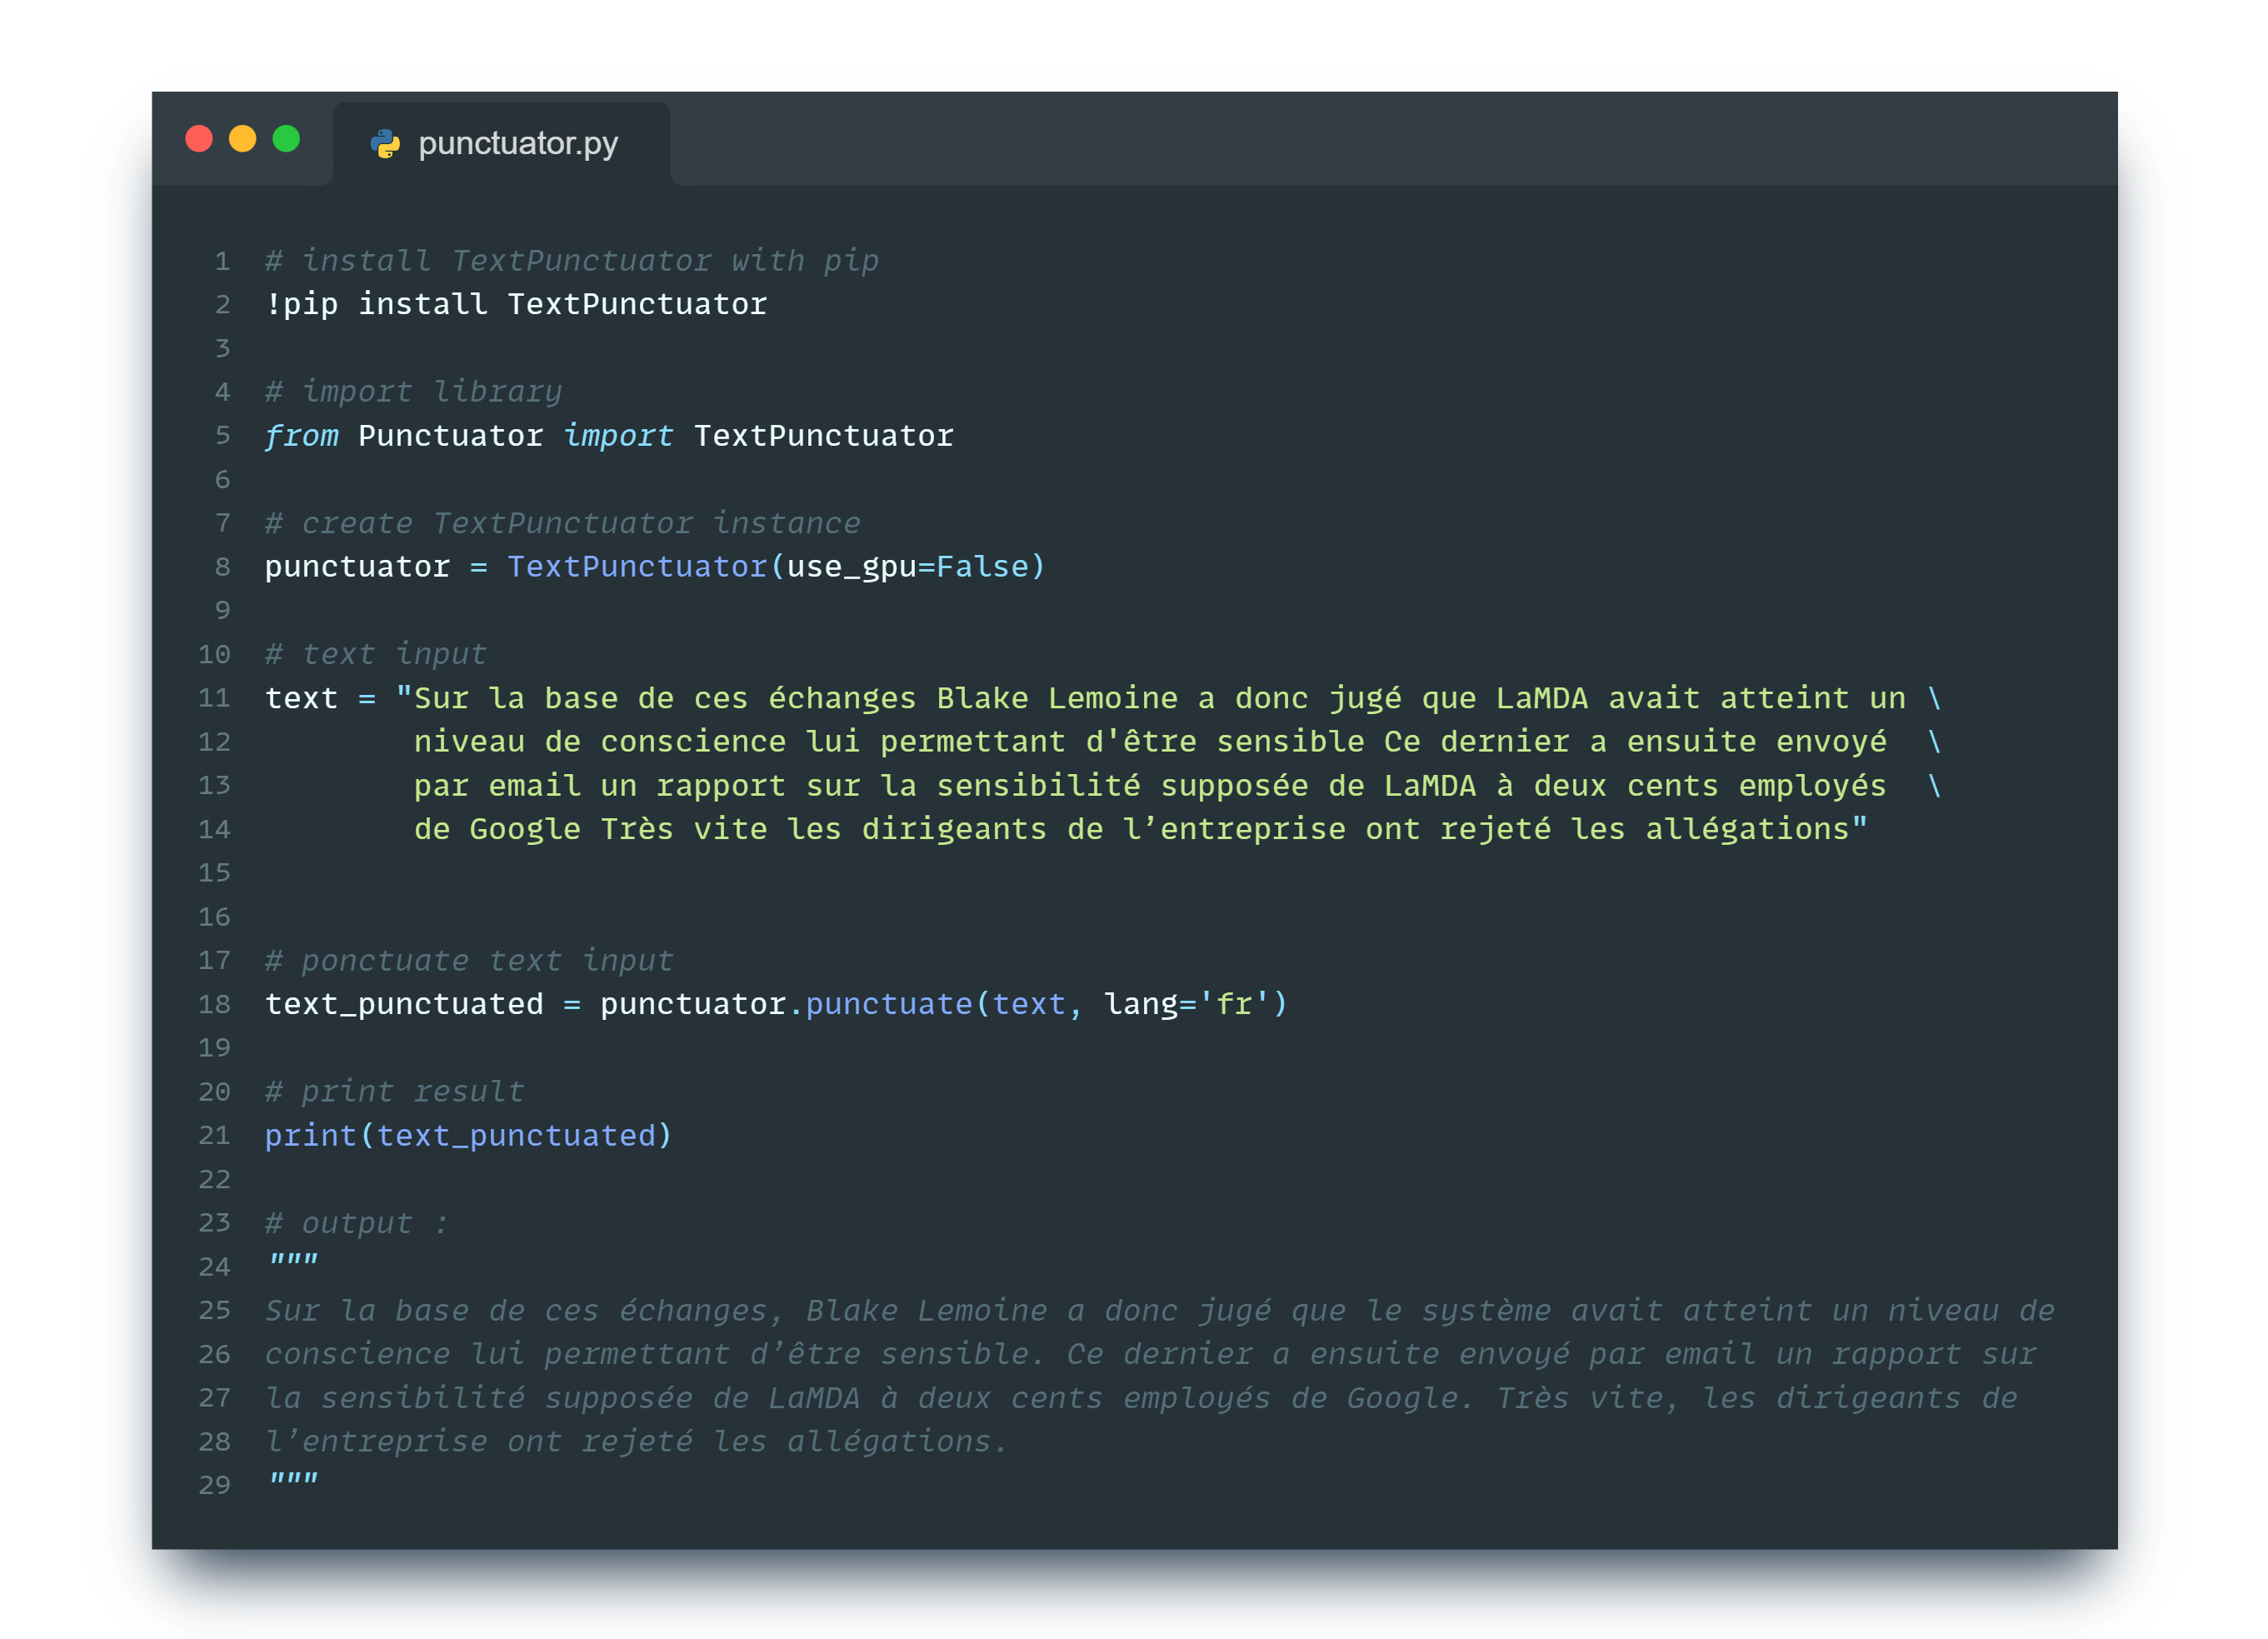 punctuator.py
1 # install TextPunctuator with pip
2 !pip install TextPunctuator
3
4 # import library
5 from Punctuator import TextPunctuator
6
7 # create TextPunctuator instance
8 punctuator = TextPunctuator(use_gpu=False)
9
10 # text input
11 text = "Sur la base de ces échanges Blake Lemoine a donc jugé que LaMDA avait atteint un \
12         niveau de conscience lui permettant d'être sensible Ce dernier a ensuite envoyé  \
13         par email un rapport sur la sensibilité supposée de LaMDA à deux cents employés  \
14         de Google Très vite les dirigeants de l’entreprise ont rejeté les allégations"
15
16
17 # ponctuate text input
18 text_punctuated = punctuator.punctuate(text, lang='fr')
19
20 # print result
21 print(text_punctuated)
22
23 # output :
24 """
25 Sur la base de ces échanges, Blake Lemoine a donc jugé que le système avait atteint un niveau de
26 conscience lui permettant d’être sensible. Ce dernier a ensuite envoyé par email un rapport sur
27 la sensibilité supposée de LaMDA à deux cents employés de Google. Très vite, les dirigeants de
28 l’entreprise ont rejeté les allégations.
29 """